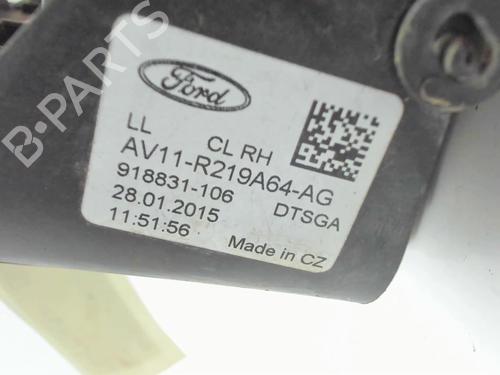 B-PARTS
Ford
LL CL RH
AV11-R219A64-AG
918831-106 DTSGA
28.01.2015
11:51:56 Made in CZ